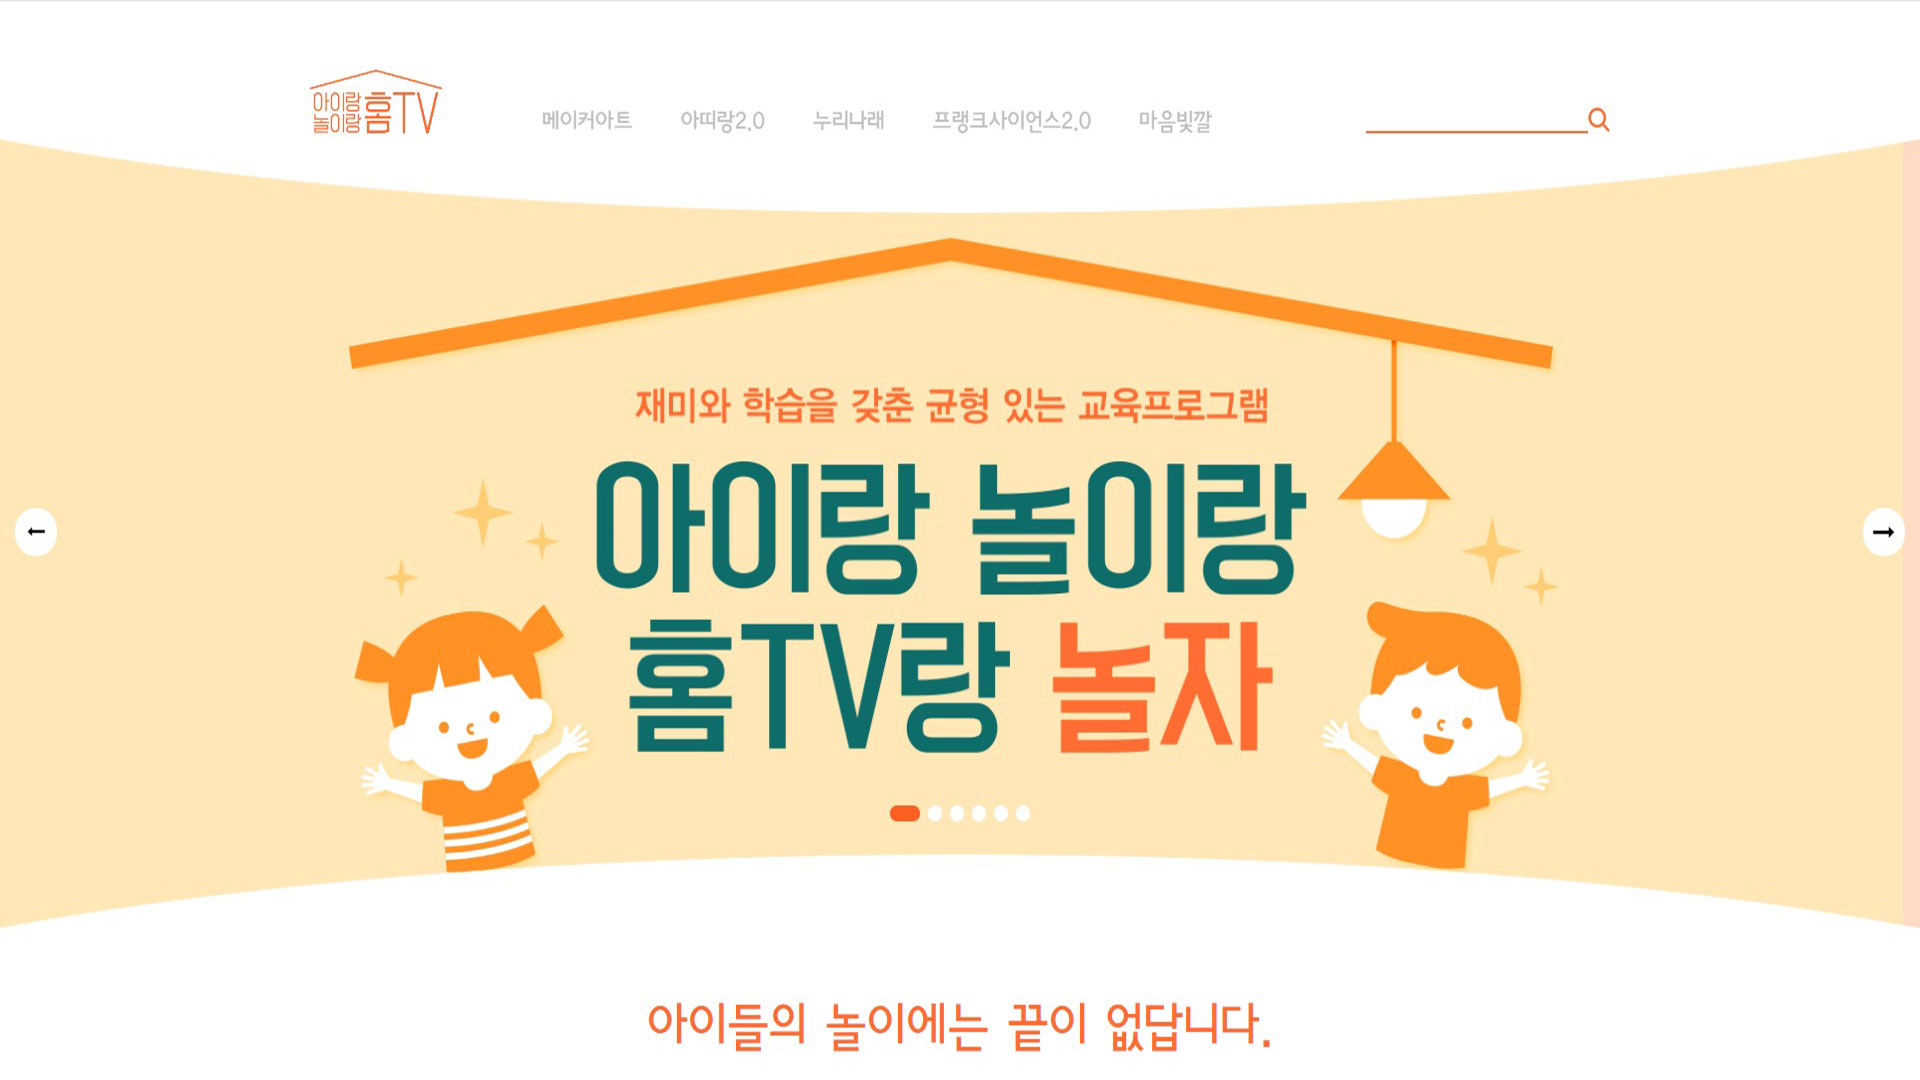 아이랑
놀이랑 홈TV
메이커아트 아띠랑2.0 누리나래 프랭크사이언스2.0 마음빛깔
재미와 학습을 갖춘 균형 있는 교육프로그램
아이랑 놀이랑
홈TV랑 놀자
아이들의 놀이에는 끝이 없답니다.